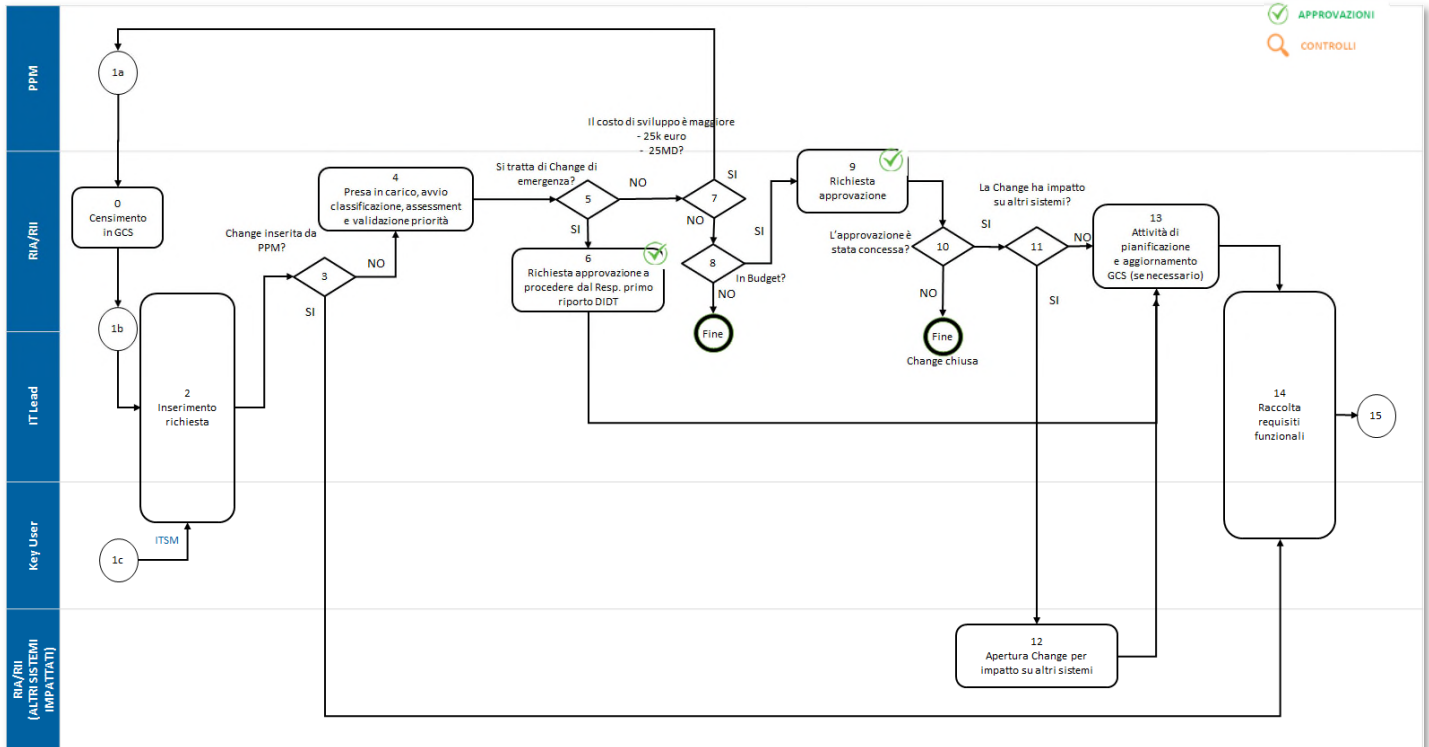 APPROVAZIONI
CONTROLLI
PPM
1a
Il costo di sviluppo è maggiore
- 25k euro
- 25MD?
RIA/RII
0
Censimento
in GCS
1b
Change inserita da
PPM?
3
NO
SI
4
Presa in carico, avvio
classificazione, assessment
e validazione priorità
Si tratta di Change di
emergenza?
5
NO
SI
6
Richiesta approvazione a
procedere dal Resp. primo
riporto DIDT
7
SI
NO
8
In Budget?
SI
NO
Fine
9
Richiesta
approvazione
L'approvazione è
stata concessa?
10
SI
NO
Fine
Change chiusa
La Change ha impatto
su altri sistemi?
11
NO
SI
13
Attività di
pianificazione
e aggiornamento
GCS (se necessario)
IT Lead
2
Inserimento
richiesta
14
Raccolta
requisiti
funzionali
15
Key User
1c
ITSM
RIA/RII
(ALTRI SISTEMI
IMPATTATI)
12
Apertura Change per
impatto su altri sistemi